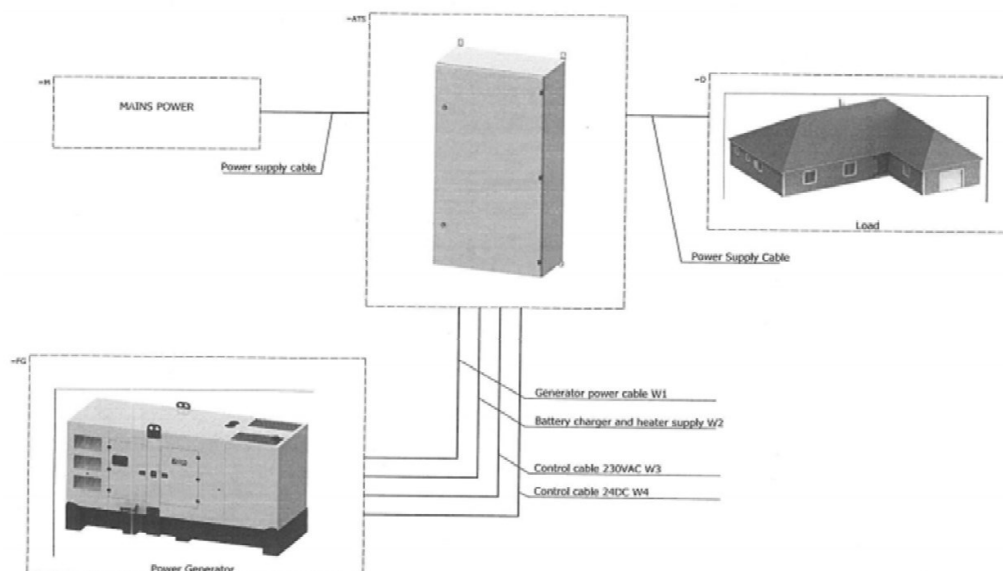 =ATS
=M
MAINS POWER
Power supply cable
=O
Load
Power Supply Cable
=FG
Generator power cable W1
Battery charger and heater supply W2
Control cable 230VAC W3
Control cable 24DC W4
Power Generator